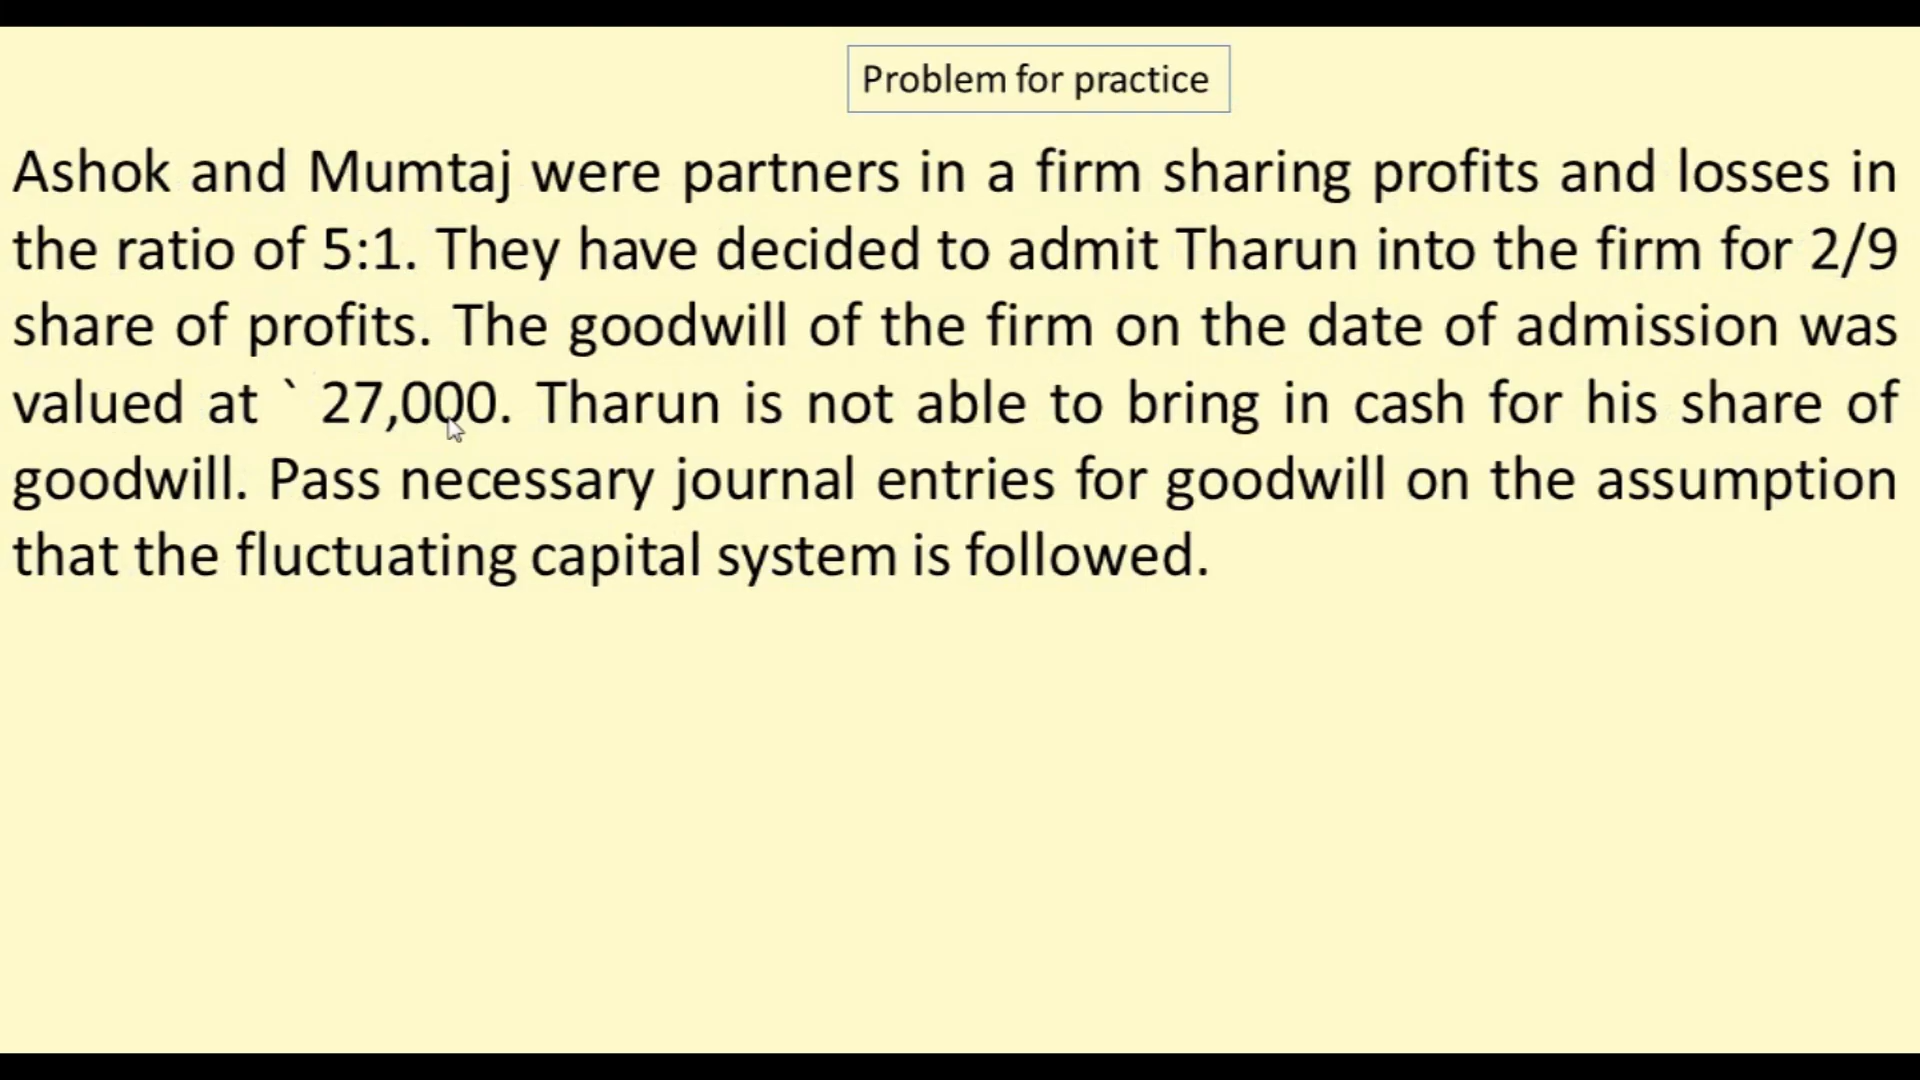 Problem for practice
Ashok and Mumtaj were partners in a firm sharing profits and losses in
the ratio of 5:1. They have decided to admit Tharun into the firm for 2/9
share of profits. The goodwill of the firm on the date of admission was
valued at ` 27,000. Tharun is not able to bring in cash for his share of
goodwill. Pass necessary journal entries for goodwill on the assumption
that the fluctuating capital system is followed.